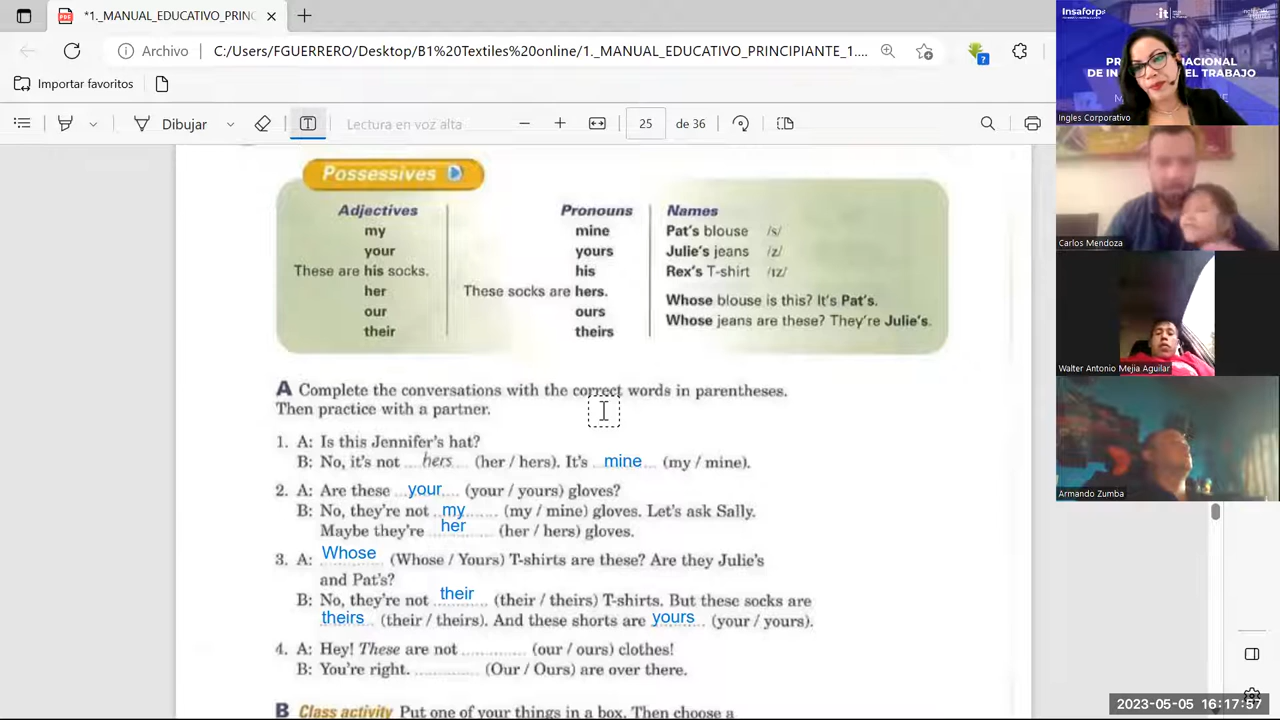 *1._MANUAL_EDUCATIVO_PRINC
Archivo
C:/Users/FGUERRERO/Desktop/B1%20Textiles%20online/1._MANUAL_EDUCATIVO_PRINCIPIANTE_1....
Importar favoritos
Dibujar
Lectura en voz alta
25
de 36
Possessives
Adjectives
my
your
These are his socks.
her
our
their
Pronouns
mine
yours
his
These socks are hers.
ours
theirs
Names
Pat's blouse /s/
Julie's jeans /z/
Rex's T-shirt /ɪz/
Whose blouse is this? It's Pat's.
Whose jeans are these? They're Julie's.
A Complete the conversations with the correct words in parentheses.
Then practice with a partner.
1. A: Is this Jennifer's hat?
B: No, it's not hers (her / hers). It's mine (my / mine).
2. A: Are these your (your / yours) gloves?
B: No, they're not my (my / mine) gloves. Let's ask Sally.
Maybe they're her (her / hers) gloves.
3. A: Whose (Whose / Yours) T-shirts are these? Are they Julie's
and Pat's?
B: No, they're not their (their / theirs) T-shirts. But these socks are
theirs (their / theirs). And these shorts are yours (your / yours).
4. A: Hey! These are not ............ (our / ours) clothes!
B: You're right. ............ (Our / Ours) are over there.
B Class activity Put one of your things in a box. Then choose a
Insaforp
Ingles Corporativo
Carlos Mendoza
Walter Antonio Mejia Aguilar
Armando Zumba
2023-05-05 16:17:57